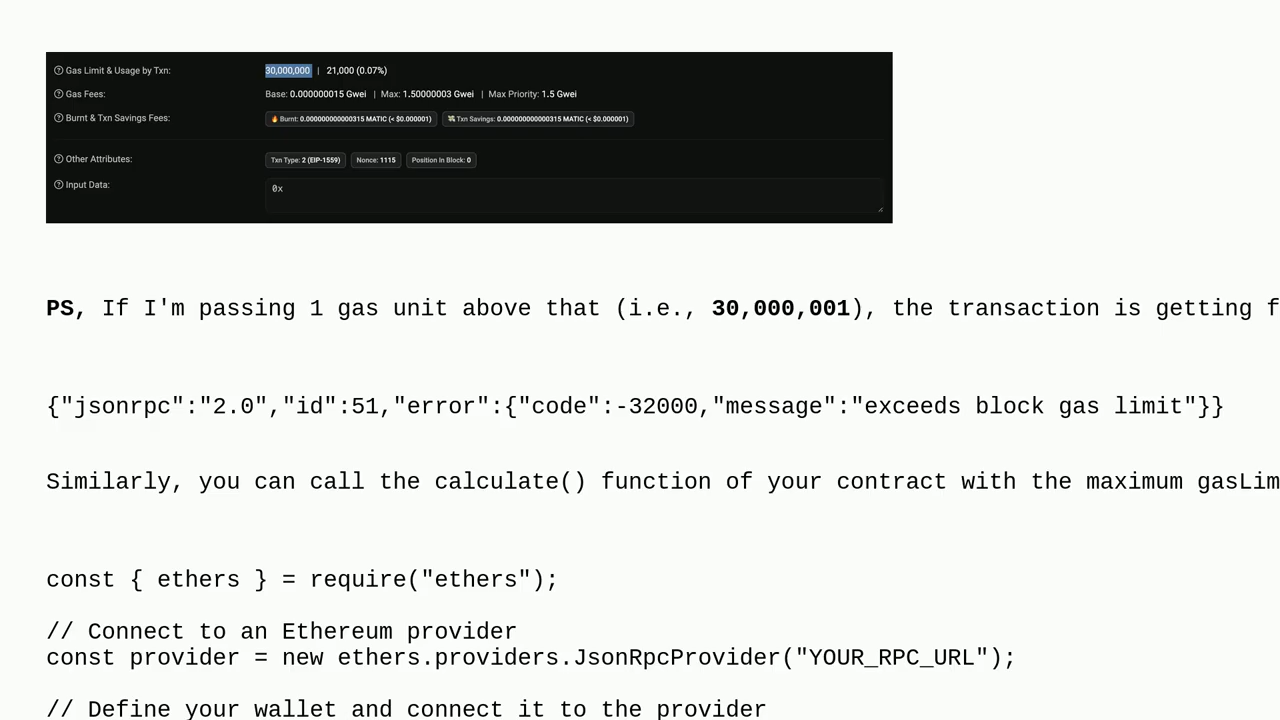 Gas Limit & Usage by Txn: 30,000,000 | 21,000 (0.07%)
Gas Fees: Base: 0.000000015 Gwei | Max: 1.50000003 Gwei | Max Priority: 1.5 Gwei
Burnt & Txn Savings Fees: 🔥 Burnt: 0.000000000000315 MATIC (< $0.000001) 💸 Txn Savings: 0.000000000000315 MATIC (< $0.000001)
Other Attributes: Txn Type: 2 (EIP-1559) Nonce: 1115 Position In Block: 0
Input Data: 0x
PS, If I'm passing 1 gas unit above that (i.e., 30,000,001), the transaction is getting f
{"jsonrpc":"2.0","id":51,"error":{"code":-32000,"message":"exceeds block gas limit"}}
Similarly, you can call the calculate() function of your contract with the maximum gasLim
const { ethers } = require("ethers");
// Connect to an Ethereum provider
const provider = new ethers.providers.JsonRpcProvider("YOUR_RPC_URL");
// Define your wallet and connect it to the provider